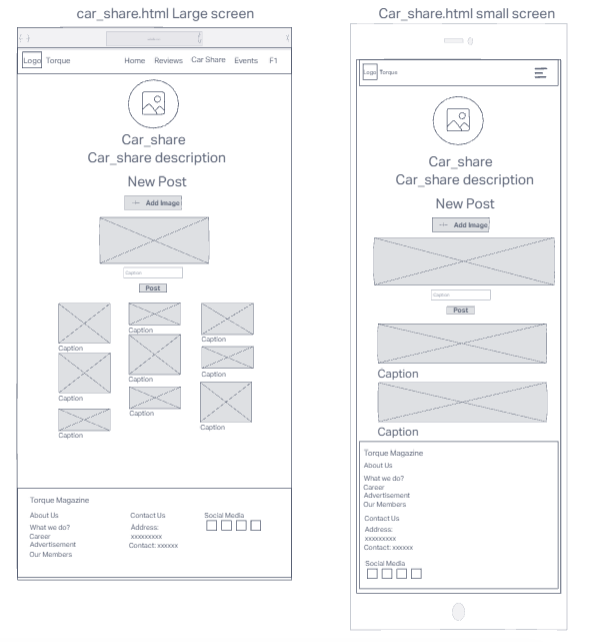 car_share.html Large screen
Logo Torque Home Reviews Car Share Events F1
Car_share
Car_share description
New Post
Add Image
Caption
Post
Caption
Caption
Caption
Caption
Caption
Caption
Caption
Caption
Caption
Torque Magazine
About Us
What we do?
Career
Advertisement
Our Members
Contact Us
Address:
xxxxxxxxx
Contact: xxxxxx
Social Media
Car_share.html small screen
Logo Torque
Car_share
Car_share description
New Post
Add Image
Caption
Post
Caption
Caption
Torque Magazine
About Us
What we do?
Career
Advertisement
Our Members
Contact Us
Address:
xxxxxxxxx
Contact: xxxxxx
Social Media